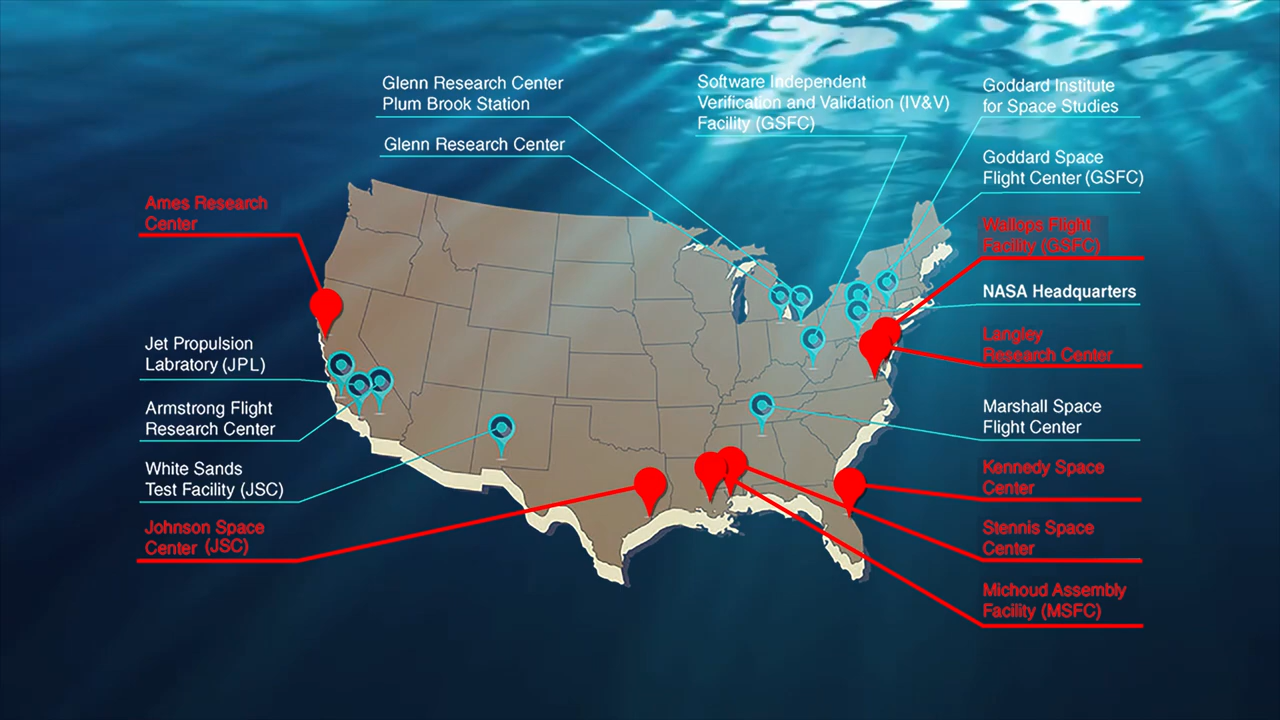 Glenn Research Center
Plum Brook Station
Glenn Research Center
Software Independent
Verification and Validation (IV&V)
Facility (GSFC)
Goddard Institute
for Space Studies
Goddard Space
Flight Center (GSFC)
Ames Research
Center
Wallops Flight
Facility (GSFC)
NASA Headquarters
Langley
Research Center
Jet Propulsion
Labratory (JPL)
Armstrong Flight
Research Center
Marshall Space
Flight Center
White Sands
Test Facility (JSC)
Kennedy Space
Center
Johnson Space
Center (JSC)
Stennis Space
Center
Michoud Assembly
Facility (MSFC)